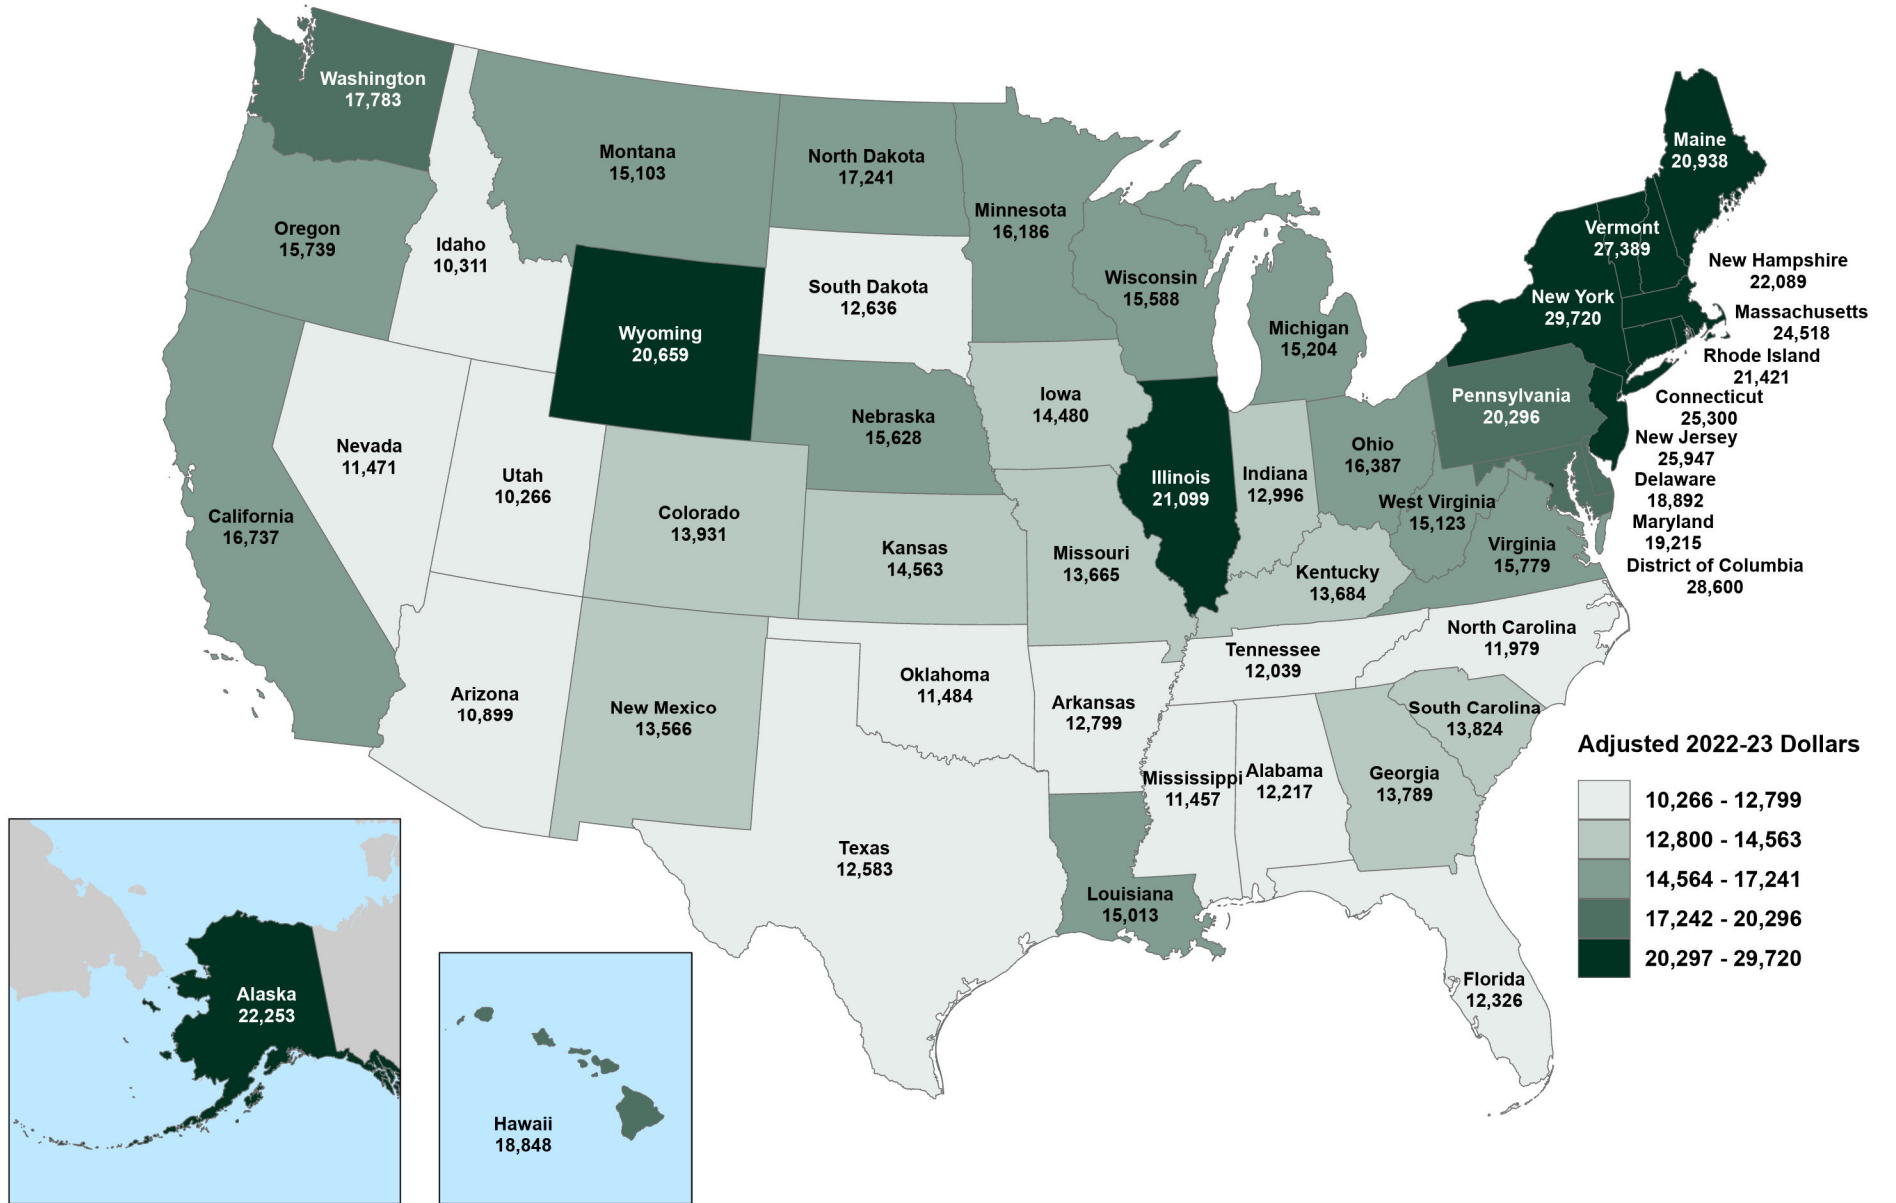 Washington
17,783
Montana
15,103
North Dakota
17,241
Minnesota
16,186
Maine
20,938
Oregon
15,739
Idaho
10,311
South Dakota
12,636
Wisconsin
15,588
Vermont
27,389
New Hampshire
22,089
Wyoming
20,659
Michigan
15,204
New York
29,720
Massachusetts
24,518
Rhode Island
21,421
Nebraska
15,628
Iowa
14,480
Pennsylvania
20,296
Connecticut
25,300
Nevada
11,471
Utah
10,266
Illinois
21,099
Indiana
12,996
Ohio
16,387
New Jersey
25,947
Delaware
18,892
California
16,737
Colorado
13,931
Kansas
14,563
Missouri
13,665
Kentucky
13,684
West Virginia
15,123
Virginia
15,779
Maryland
19,215
District of Columbia
28,600
Arizona
10,899
New Mexico
13,566
Oklahoma
11,484
Arkansas
12,799
Tennessee
12,039
North Carolina
11,979
South Carolina
13,824
Texas
12,583
Louisiana
15,013
Mississippi
11,457
Alabama
12,217
Georgia
13,789
Florida
12,326
Alaska
22,253
Hawaii
18,848
Adjusted 2022-23 Dollars
10,266 - 12,799
12,800 - 14,563
14,564 - 17,241
17,242 - 20,296
20,297 - 29,720